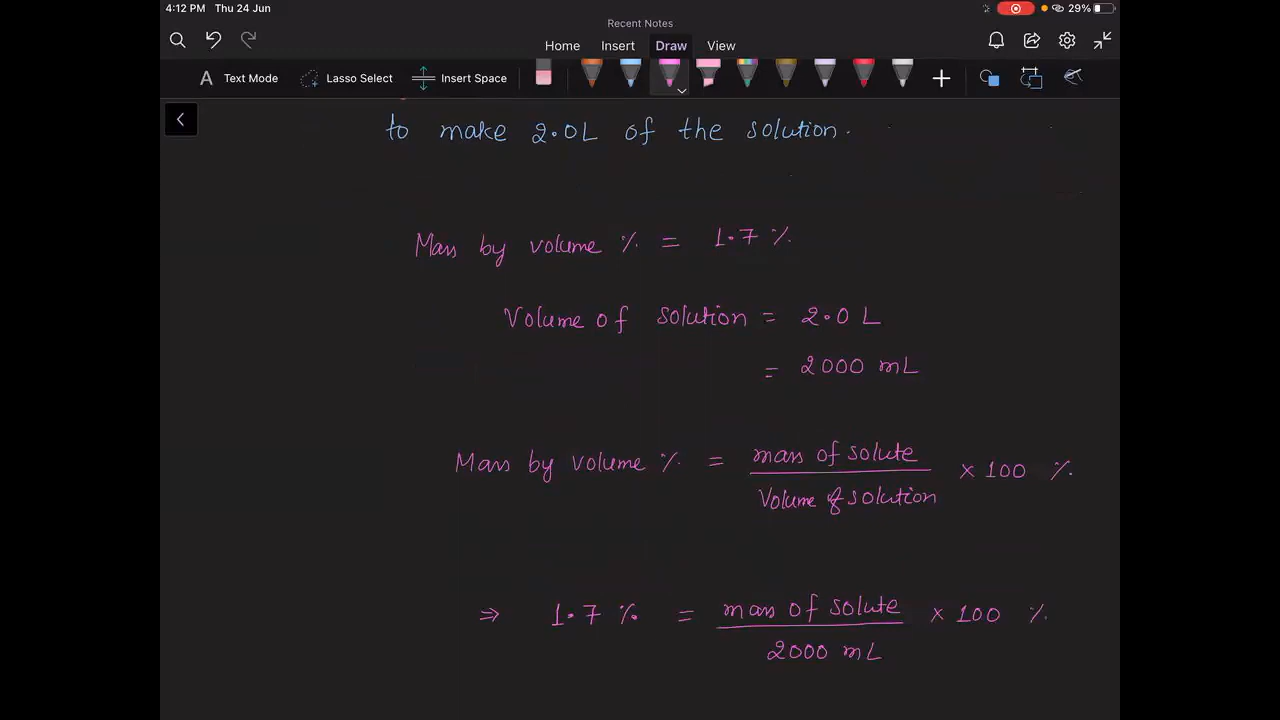 4:12 PM Thu 24 Jun 29%
Recent Notes
Home Insert Draw View
Text Mode Lasso Select Insert Space
to make 2.0L of the solution.
Mass by volume % = 1.7 %
Volume of solution = 2.0 L
= 2000 mL
Mass by volume % = mass of solute / Volume of solution × 100 %
⇒ 1.7 % = mass of solute / 2000 mL × 100 %